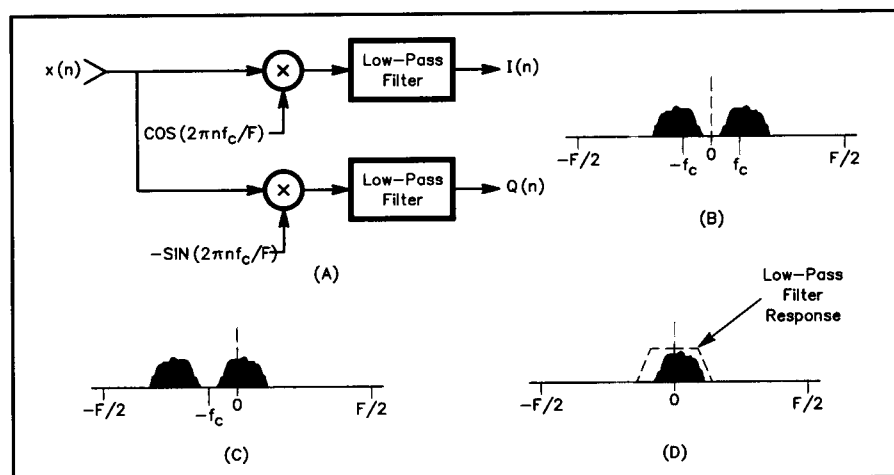 x(n)
×
Low-Pass
Filter
I(n)
COS(2πnf_c/F)
×
Low-Pass
Filter
Q(n)
-SIN(2πnf_c/F)
(A)
-F/2
-f_c
0
f_c
F/2
(B)
-F/2
-f_c
0
F/2
(C)
Low-Pass
Filter
Response
-F/2
0
F/2
(D)